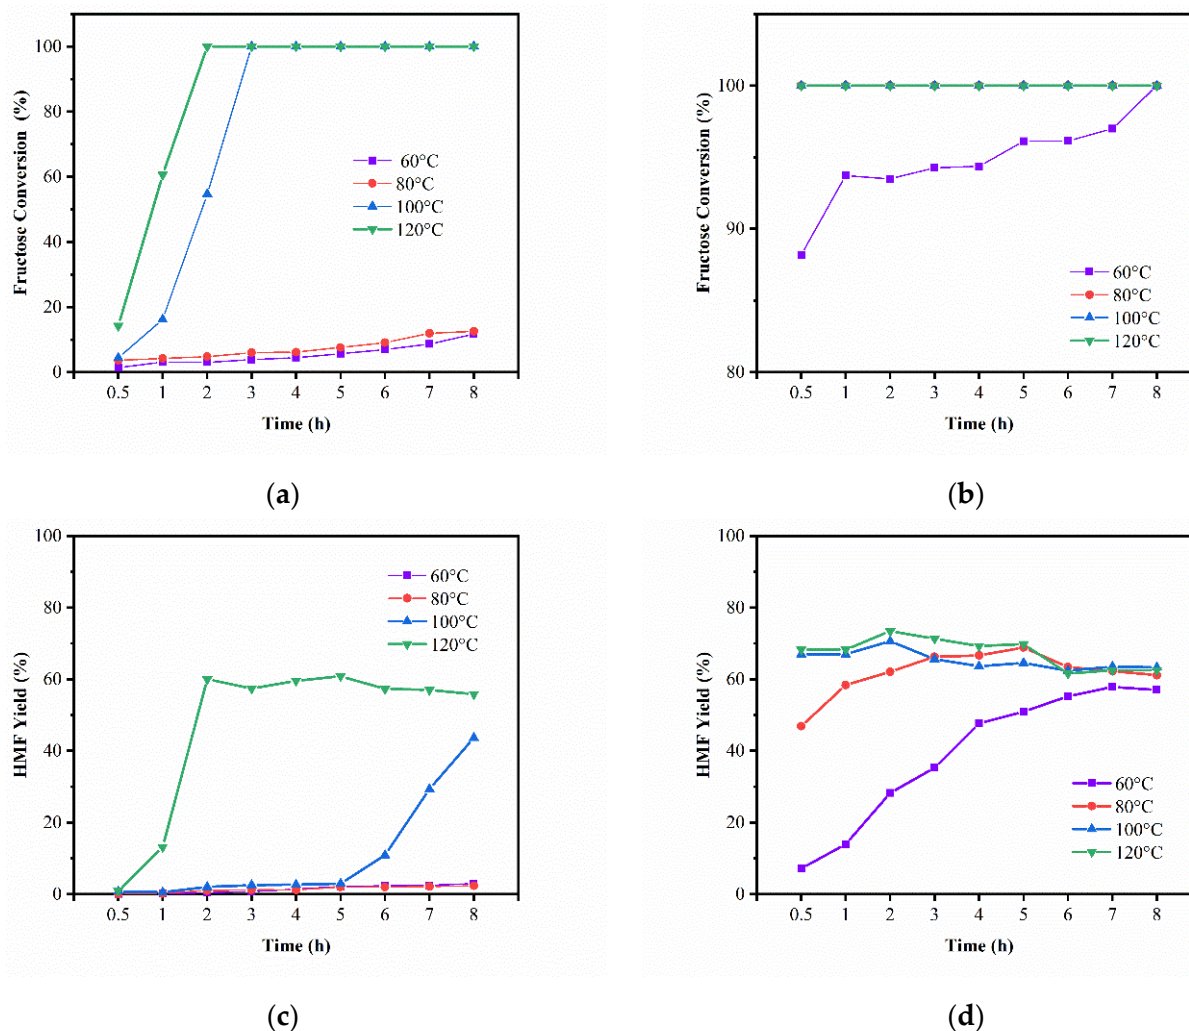 100
80
60
40
20
0
Fructose Conversion (%)
60°C
80°C
100°C
120°C
0.5 1 2 3 4 5 6 7 8
Time (h)
(a)
100
90
80
Fructose Conversion (%)
60°C
80°C
100°C
120°C
0.5 1 2 3 4 5 6 7 8
Time (h)
(b)
100
80
60
40
20
0
HMF Yield (%)
60°C
80°C
100°C
120°C
0.5 1 2 3 4 5 6 7 8
Time (h)
(c)
100
80
60
40
20
0
HMF Yield (%)
60°C
80°C
100°C
120°C
0.5 1 2 3 4 5 6 7 8
Time (h)
(d)